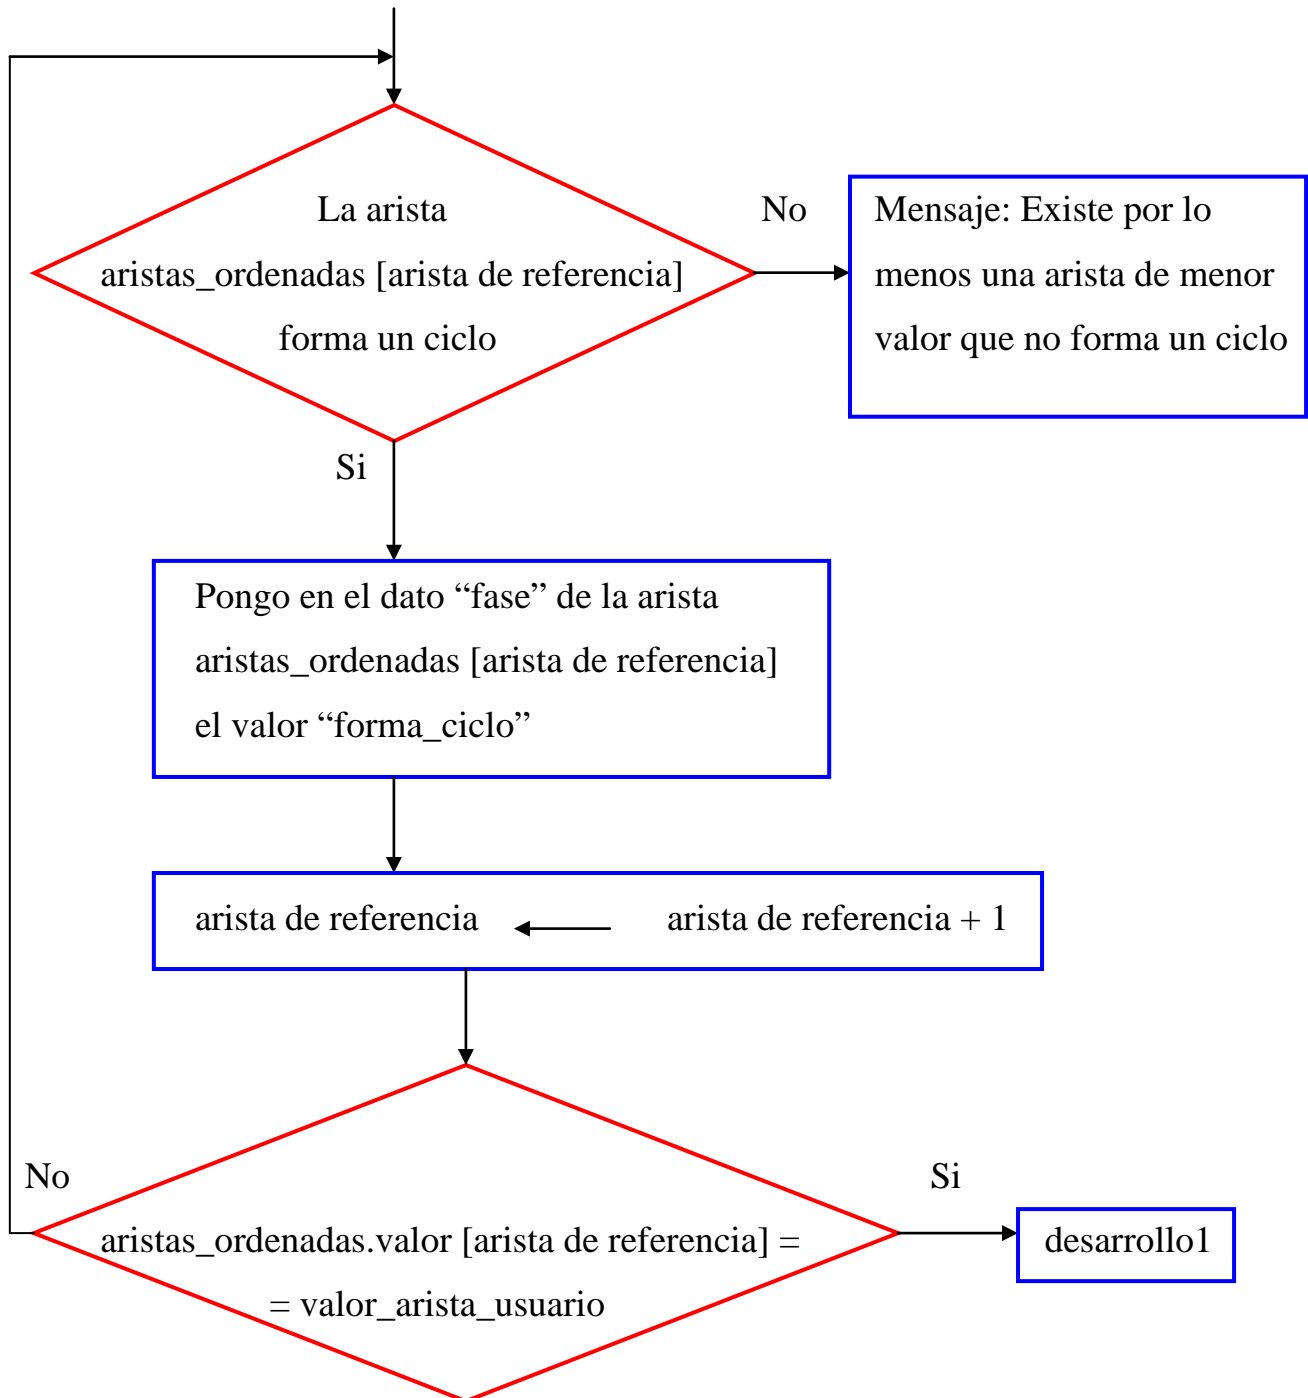 La arista
aristas_ordenadas [arista de referencia]
forma un ciclo
No
Mensaje: Existe por lo
menos una arista de menor
valor que no forma un ciclo
Si
Pongo en el dato “fase” de la arista
aristas_ordenadas [arista de referencia]
el valor “forma_ciclo”
arista de referencia
arista de referencia + 1
No
Si
aristas_ordenadas.valor [arista de referencia] =
= valor_arista_usuario
desarrollo1